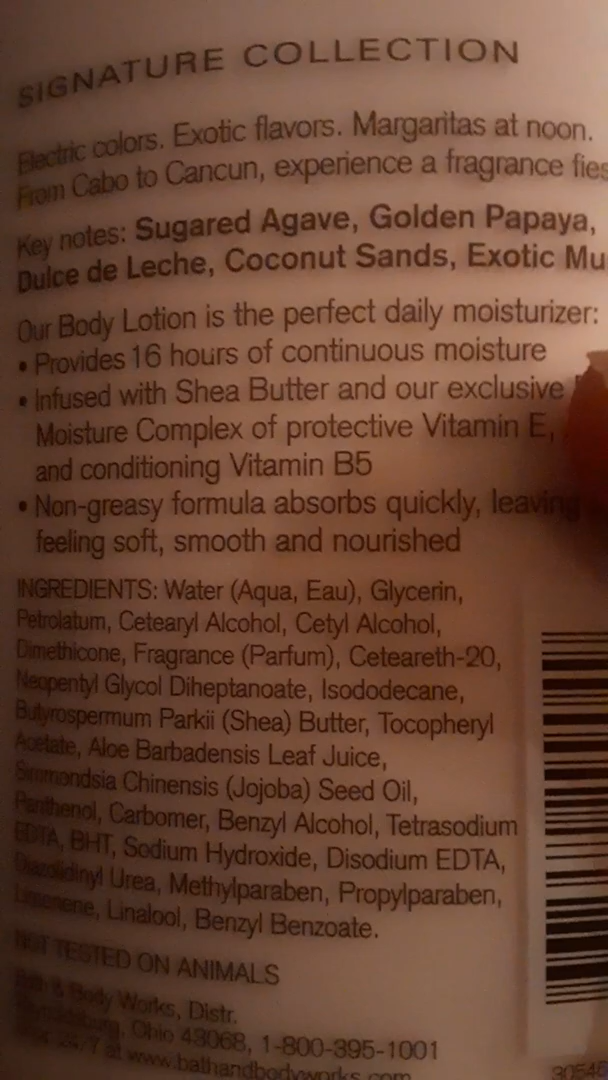 SIGNATURE COLLECTION
Electric colors. Exotic flavors. Margaritas at noon.
From Cabo to Cancun, experience a fragrance fies
Key notes: Sugared Agave, Golden Papaya,
Dulce de Leche, Coconut Sands, Exotic Mu
Our Body Lotion is the perfect daily moisturizer:
• Provides 16 hours of continuous moisture
• Infused with Shea Butter and our exclusive
Moisture Complex of protective Vitamin E,
and conditioning Vitamin B5
• Non-greasy formula absorbs quickly, leaving
feeling soft, smooth and nourished
INGREDIENTS: Water (Aqua, Eau), Glycerin,
Petrolatum, Cetearyl Alcohol, Cetyl Alcohol,
Dimethicone, Fragrance (Parfum), Ceteareth-20,
Neopentyl Glycol Diheptanoate, Isododecane,
Butyrospermum Parkii (Shea) Butter, Tocopheryl
Acetate, Aloe Barbadensis Leaf Juice,
Simmondsia Chinensis (Jojoba) Seed Oil,
Panthenol, Carbomer, Benzyl Alcohol, Tetrasodium
EDTA, BHT, Sodium Hydroxide, Disodium EDTA,
Diazolidinyl Urea, Methylparaben, Propylparaben,
Limonene, Linalool, Benzyl Benzoate.
NOT TESTED ON ANIMALS
Bath & Body Works, Distr.
Reynoldsburg, Ohio 43068, 1-800-395-1001
24/7 at www.bathandbodyworks.com